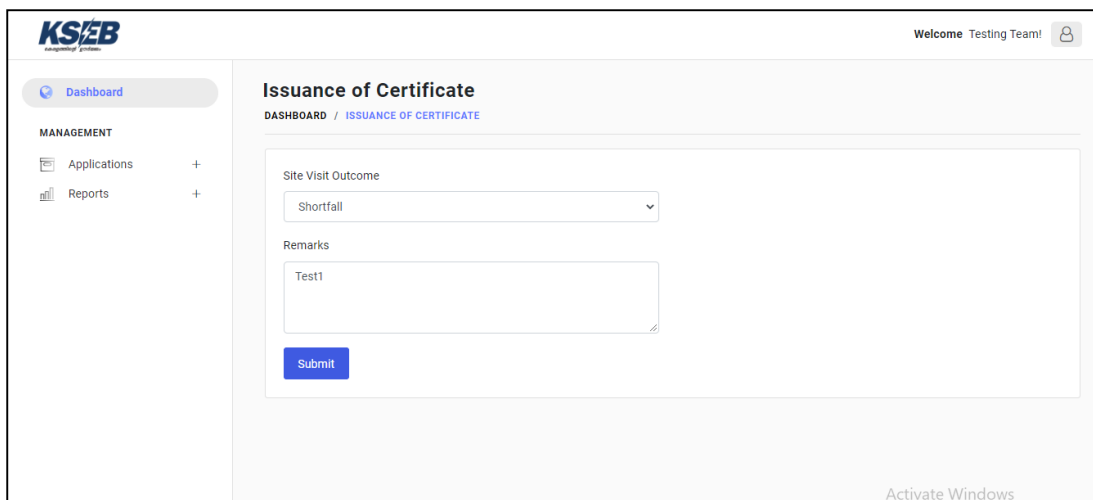 KSEB
Welcome Testing Team!
Dashboard
Issuance of Certificate
DASHBOARD / ISSUANCE OF CERTIFICATE
MANAGEMENT
Applications +
Reports +
Site Visit Outcome
Shortfall
Remarks
Test1
Submit
Activate Windows